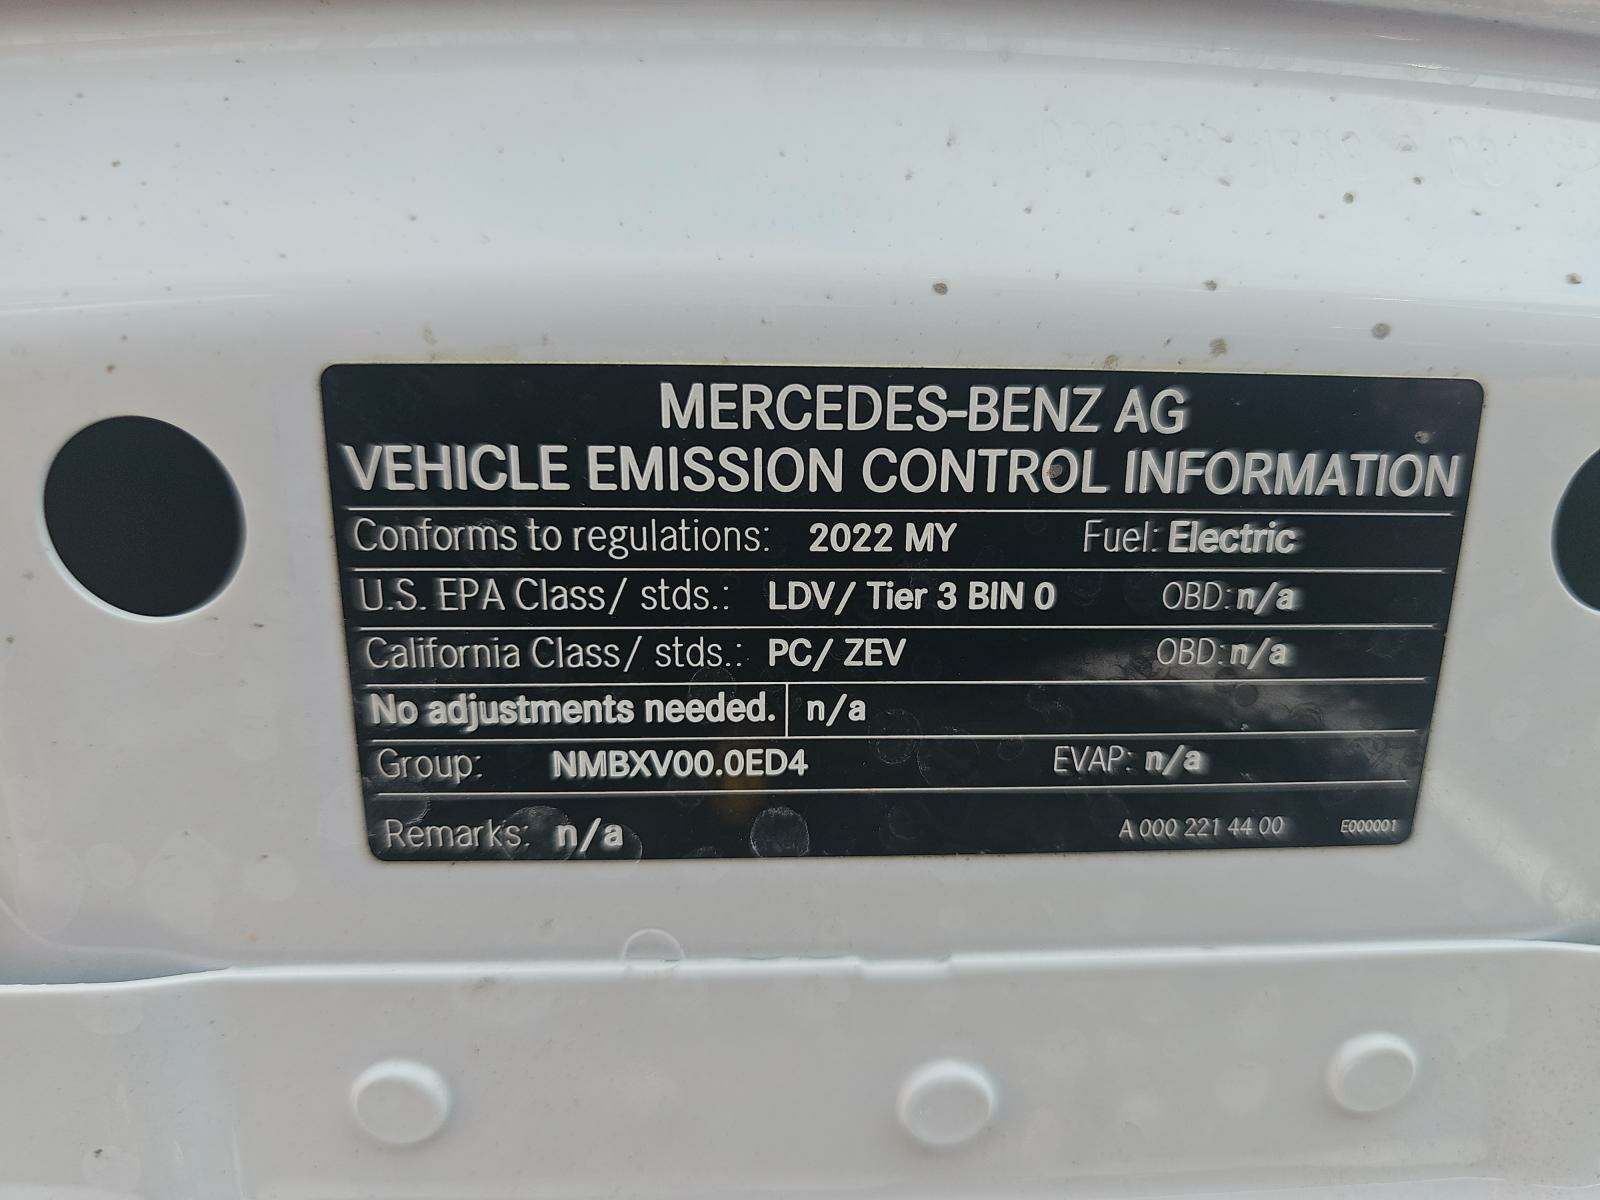 MERCEDES-BENZ AG
VEHICLE EMISSION CONTROL INFORMATION
Conforms to regulations: 2022 MY Fuel: Electric
U.S. EPA Class/ stds.: LDV/ Tier 3 BIN 0 OBD: n/a
California Class/ stds.: PC/ ZEV OBD: n/a
No adjustments needed. n/a
Group: NMBXV00.0ED4 EVAP: n/a
Remarks: n/a A 000 221 44 00 E000001